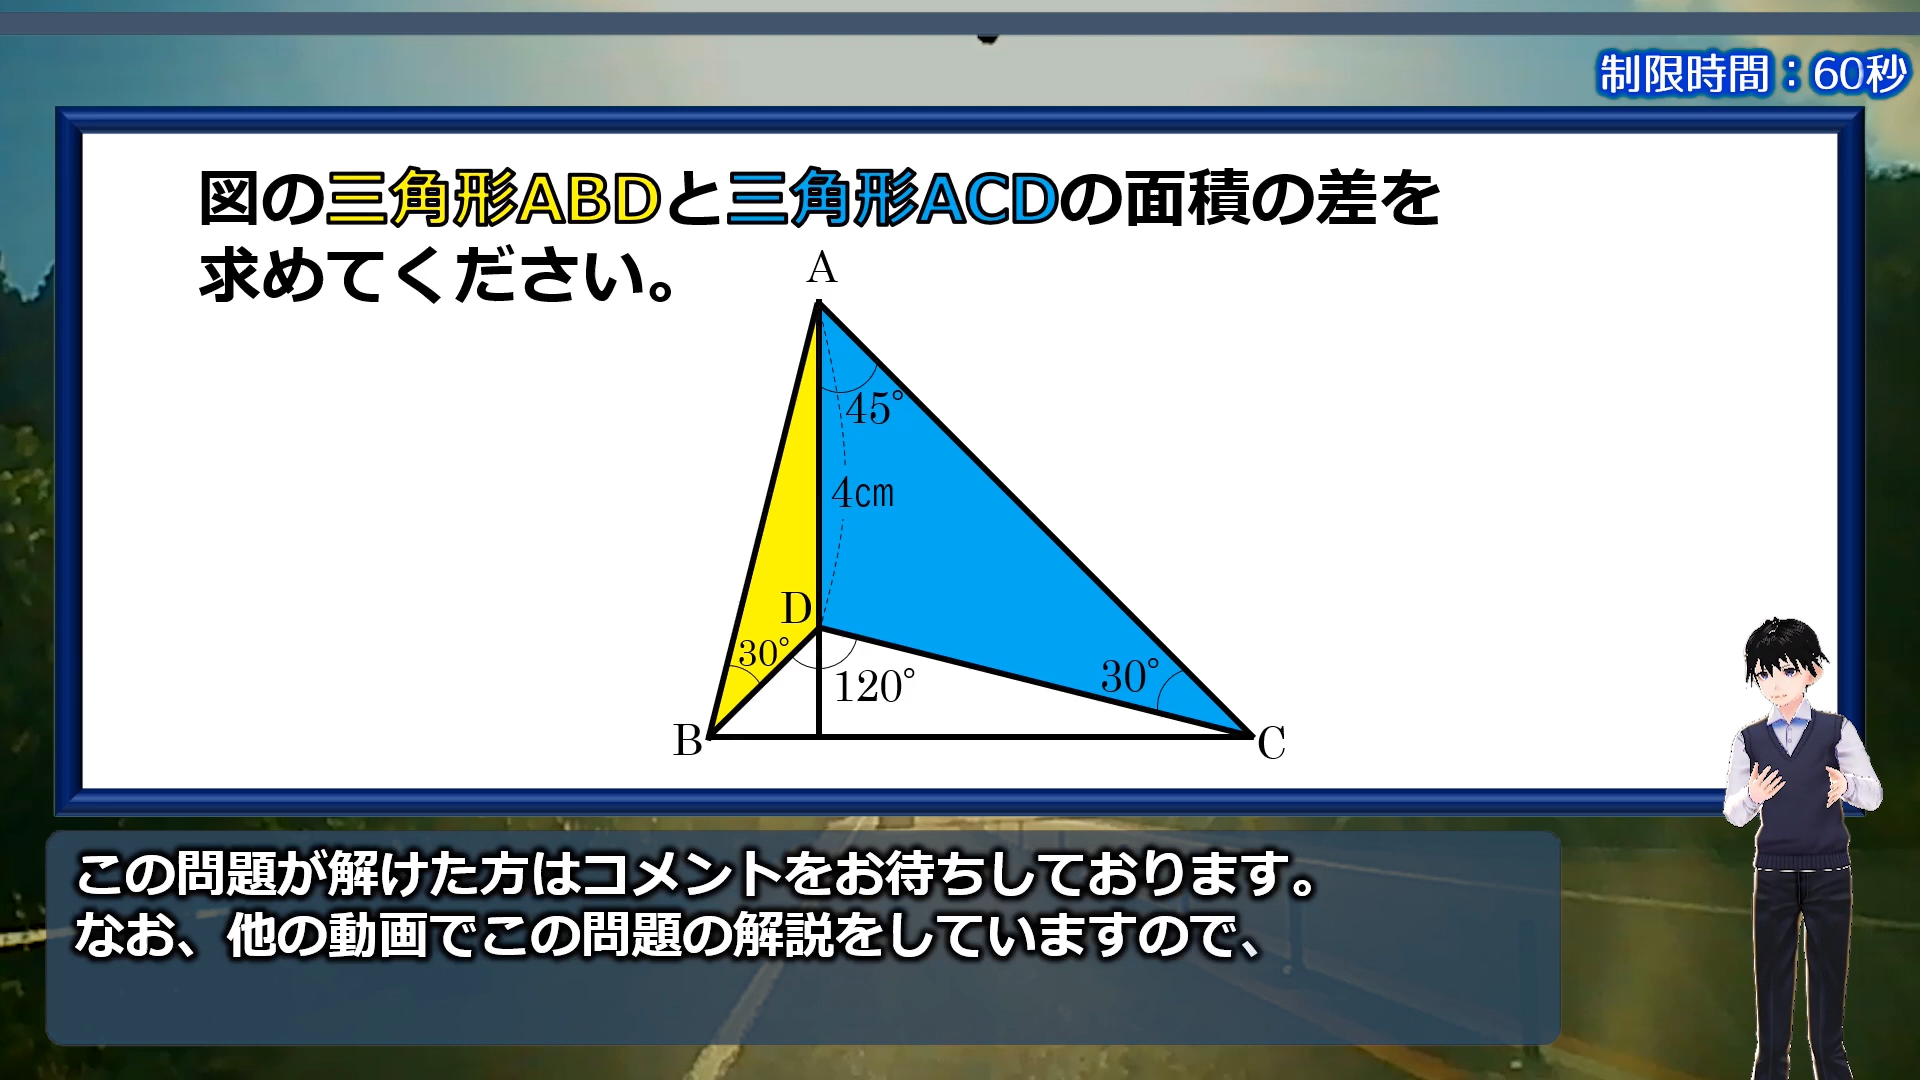 制限時間：60秒
図の三角形ABDと三角形ACDの面積の差を
求めてください。
A
45°
4cm
D
30°
120°
30°
B
C
この問題が解けた方はコメントをお待ちしております。
なお、他の動画でこの問題の解説をしていますので、